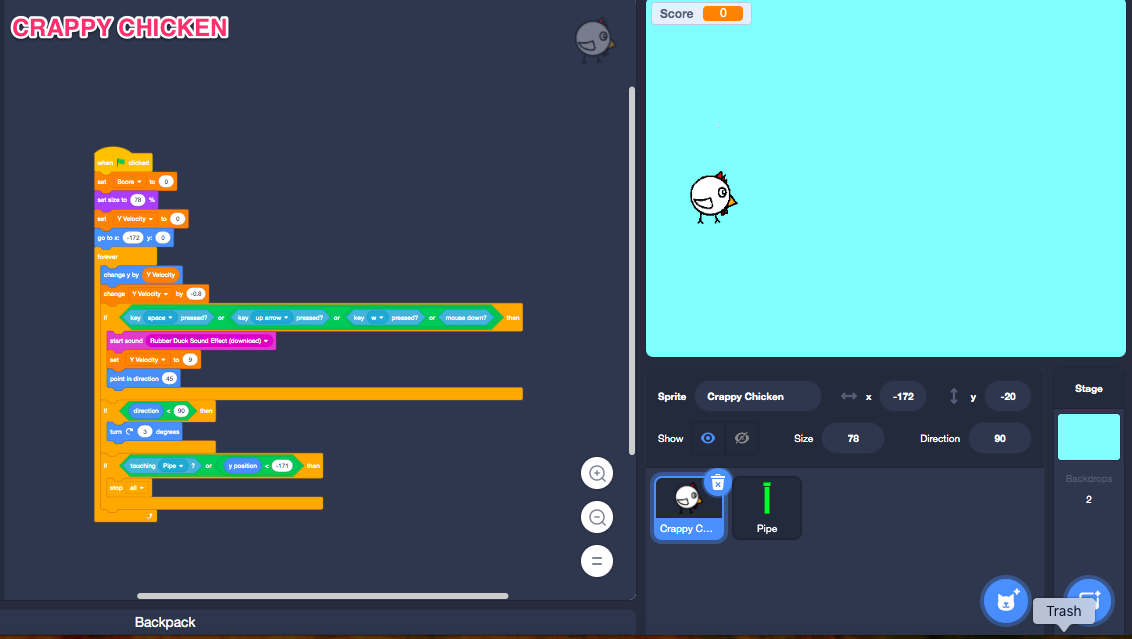 CRAPPY CHICKEN
when clicked
set Score to 0
set size to 78 %
set Y Velocity to 0
go to x: -172 y: 0
forever
change y by Y Velocity
change Y Velocity by -0.8
if key space pressed? or key up arrow pressed? or key w pressed? or mouse down? then
start sound Rubber Duck Sound Effect (download)
set Y Velocity to 9
point in direction 45
if direction < 90 then
turn 3 degrees
if touching Pipe ? or y position < -171 then
stop all
Backpack
Score 0
Sprite Crappy Chicken x -172 y -20
Show Size 78 Direction 90
Crappy C...
Pipe
Stage
Backdrops
2
Trash